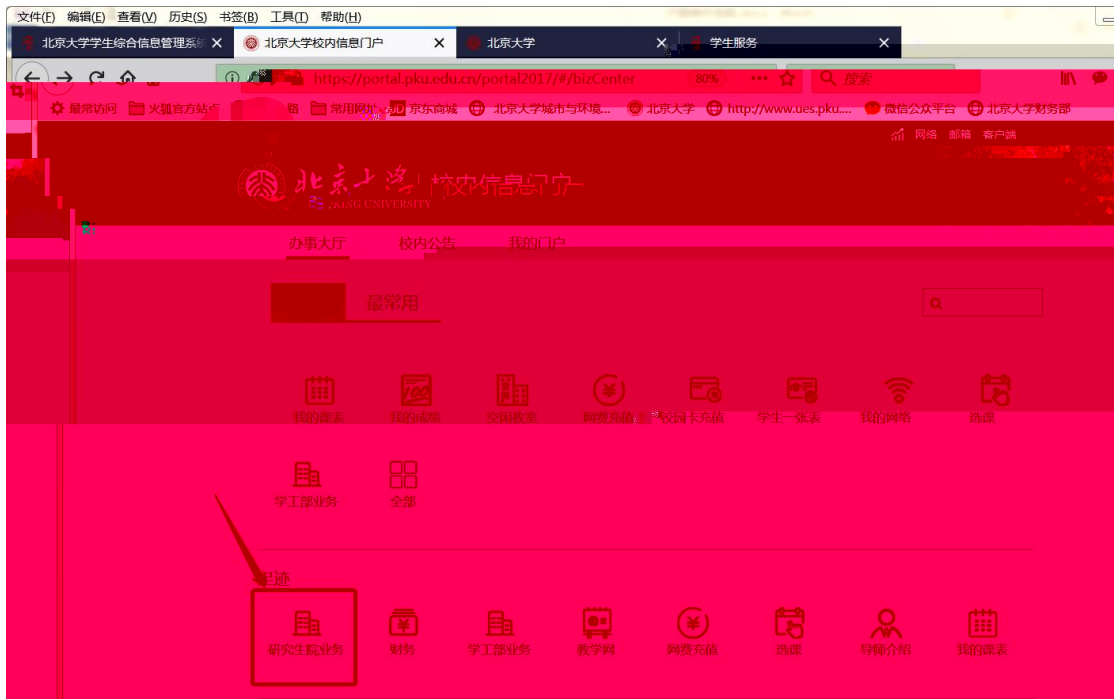 文件(F) 编辑(E) 查看(V) 历史(S) 书签(B) 工具(T) 帮助(H)
北京大学学生综合信息管理系统 北京大学校内信息门户 北京大学 学生服务
https://portal.pku.edu.cn/portal2017/#/bizCenter 80% 搜索
最常访问 火狐官方站点 常用网址 JD 京东商城 北京大学城市与环境... 北京大学 http://www.ues.pku.... 微信公众平台 北京大学财务部
网络 邮箱 客户端
北京大学 校内信息门户
UNIVERSITY
办事大厅 校内公告 我的门户
最常用
我的课表 我的成绩 空闲教室 网费充值 校园卡充值 学生一张表 我的网络 选课
学工部业务 全部
足迹
研究生院业务 财务 学工部业务 教学网 网费充值 选课 导师介绍 我的课表